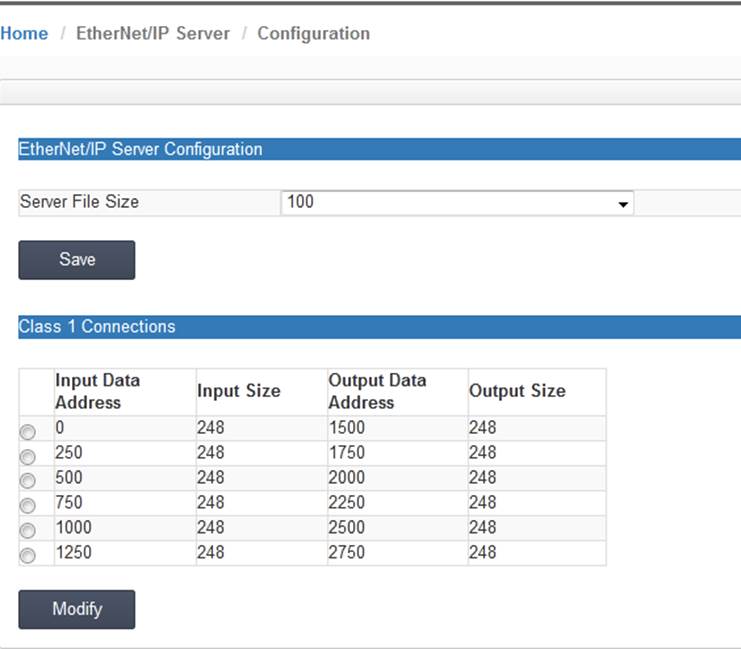 Home / EtherNet/IP Server / Configuration
EtherNet/IP Server Configuration
Server File Size 100
Save
Class 1 Connections
Input Data Address Input Size Output Data Address Output Size
0 248 1500 248
250 248 1750 248
500 248 2000 248
750 248 2250 248
1000 248 2500 248
1250 248 2750 248
Modify